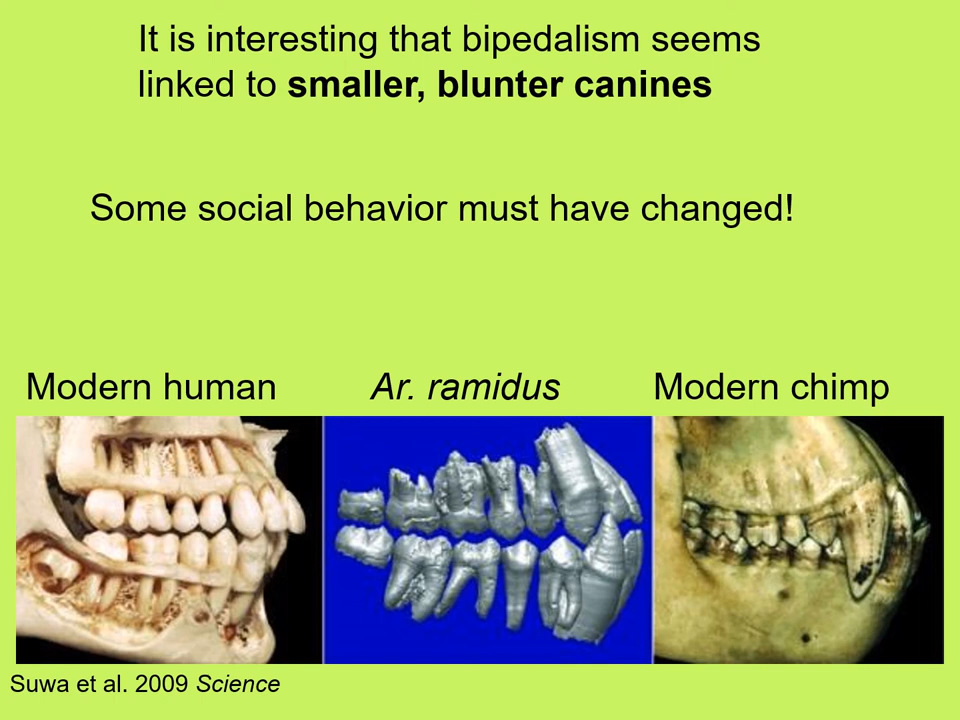 It is interesting that bipedalism seems
linked to smaller, blunter canines
Some social behavior must have changed!
Modern human
Ar. ramidus
Modern chimp
Suwa et al. 2009 Science